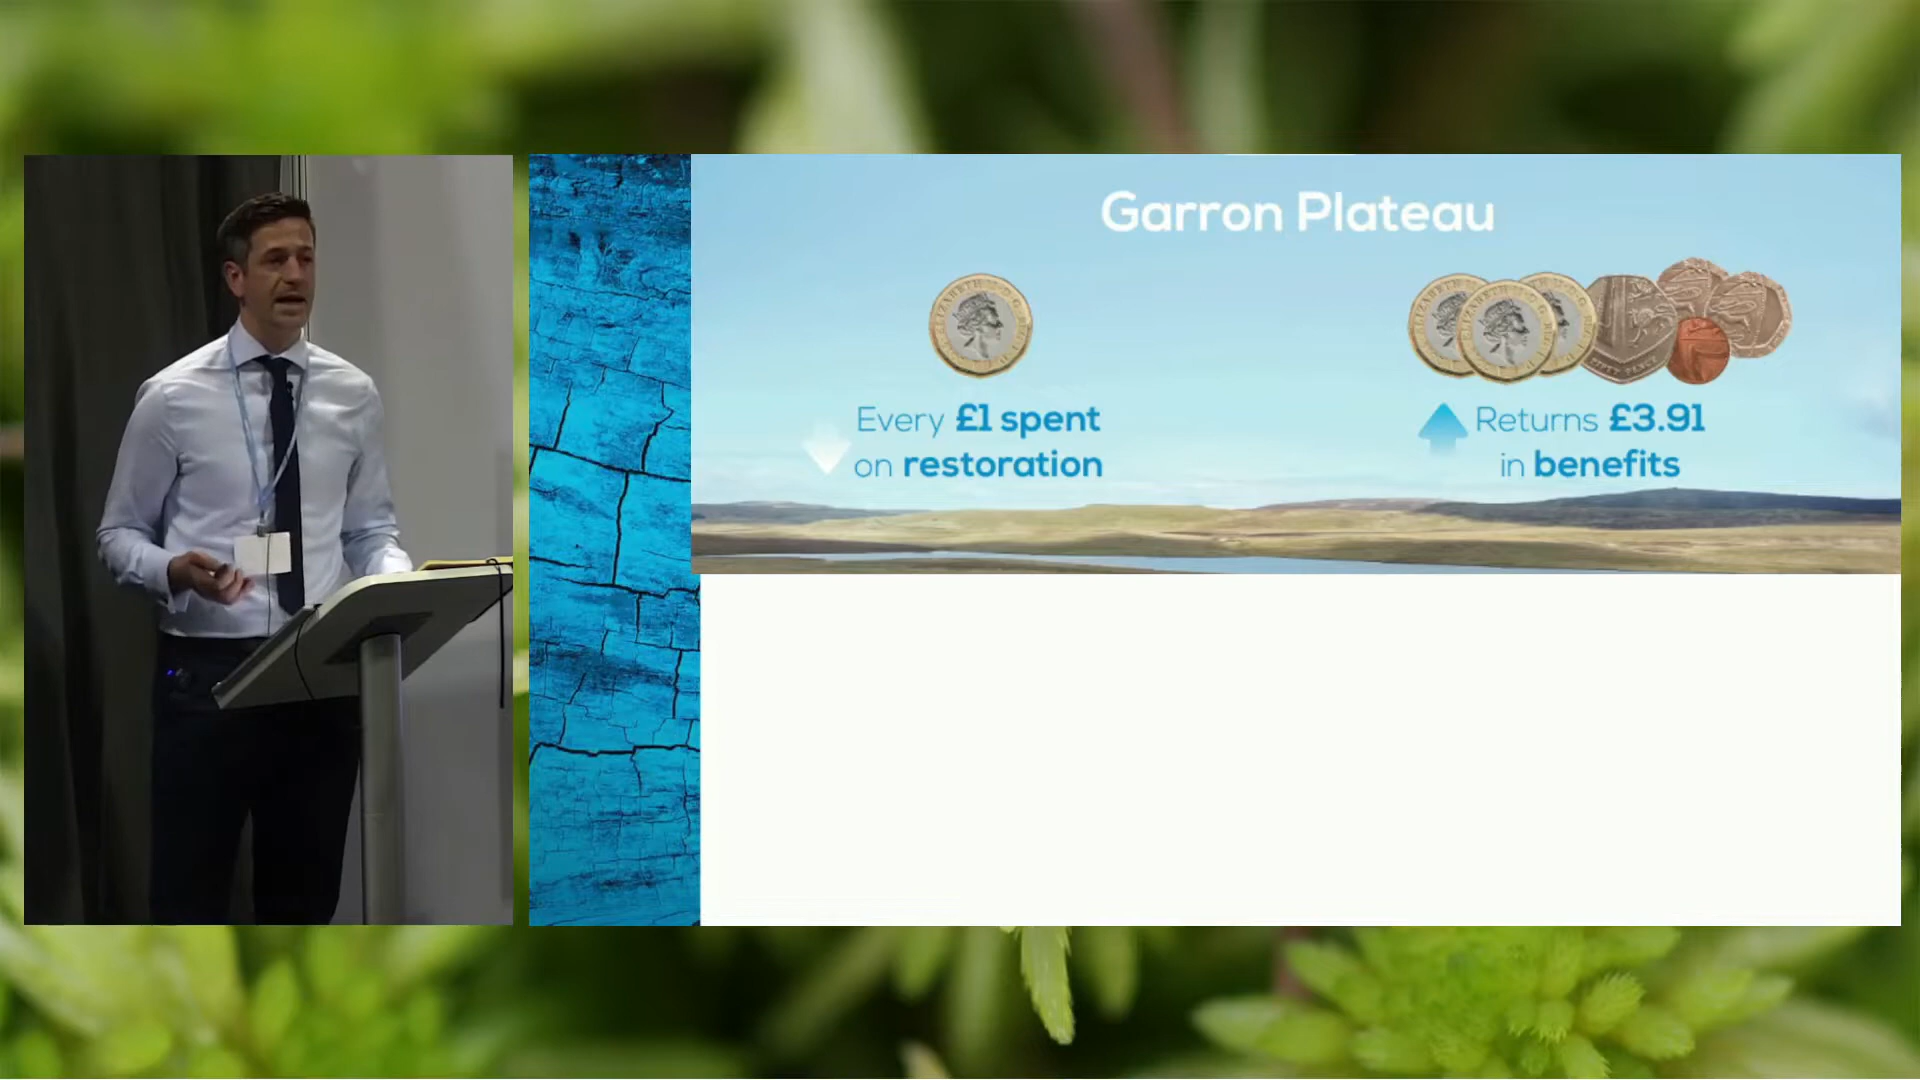 Garron Plateau
Every £1 spent
on restoration
Returns £3.91
in benefits